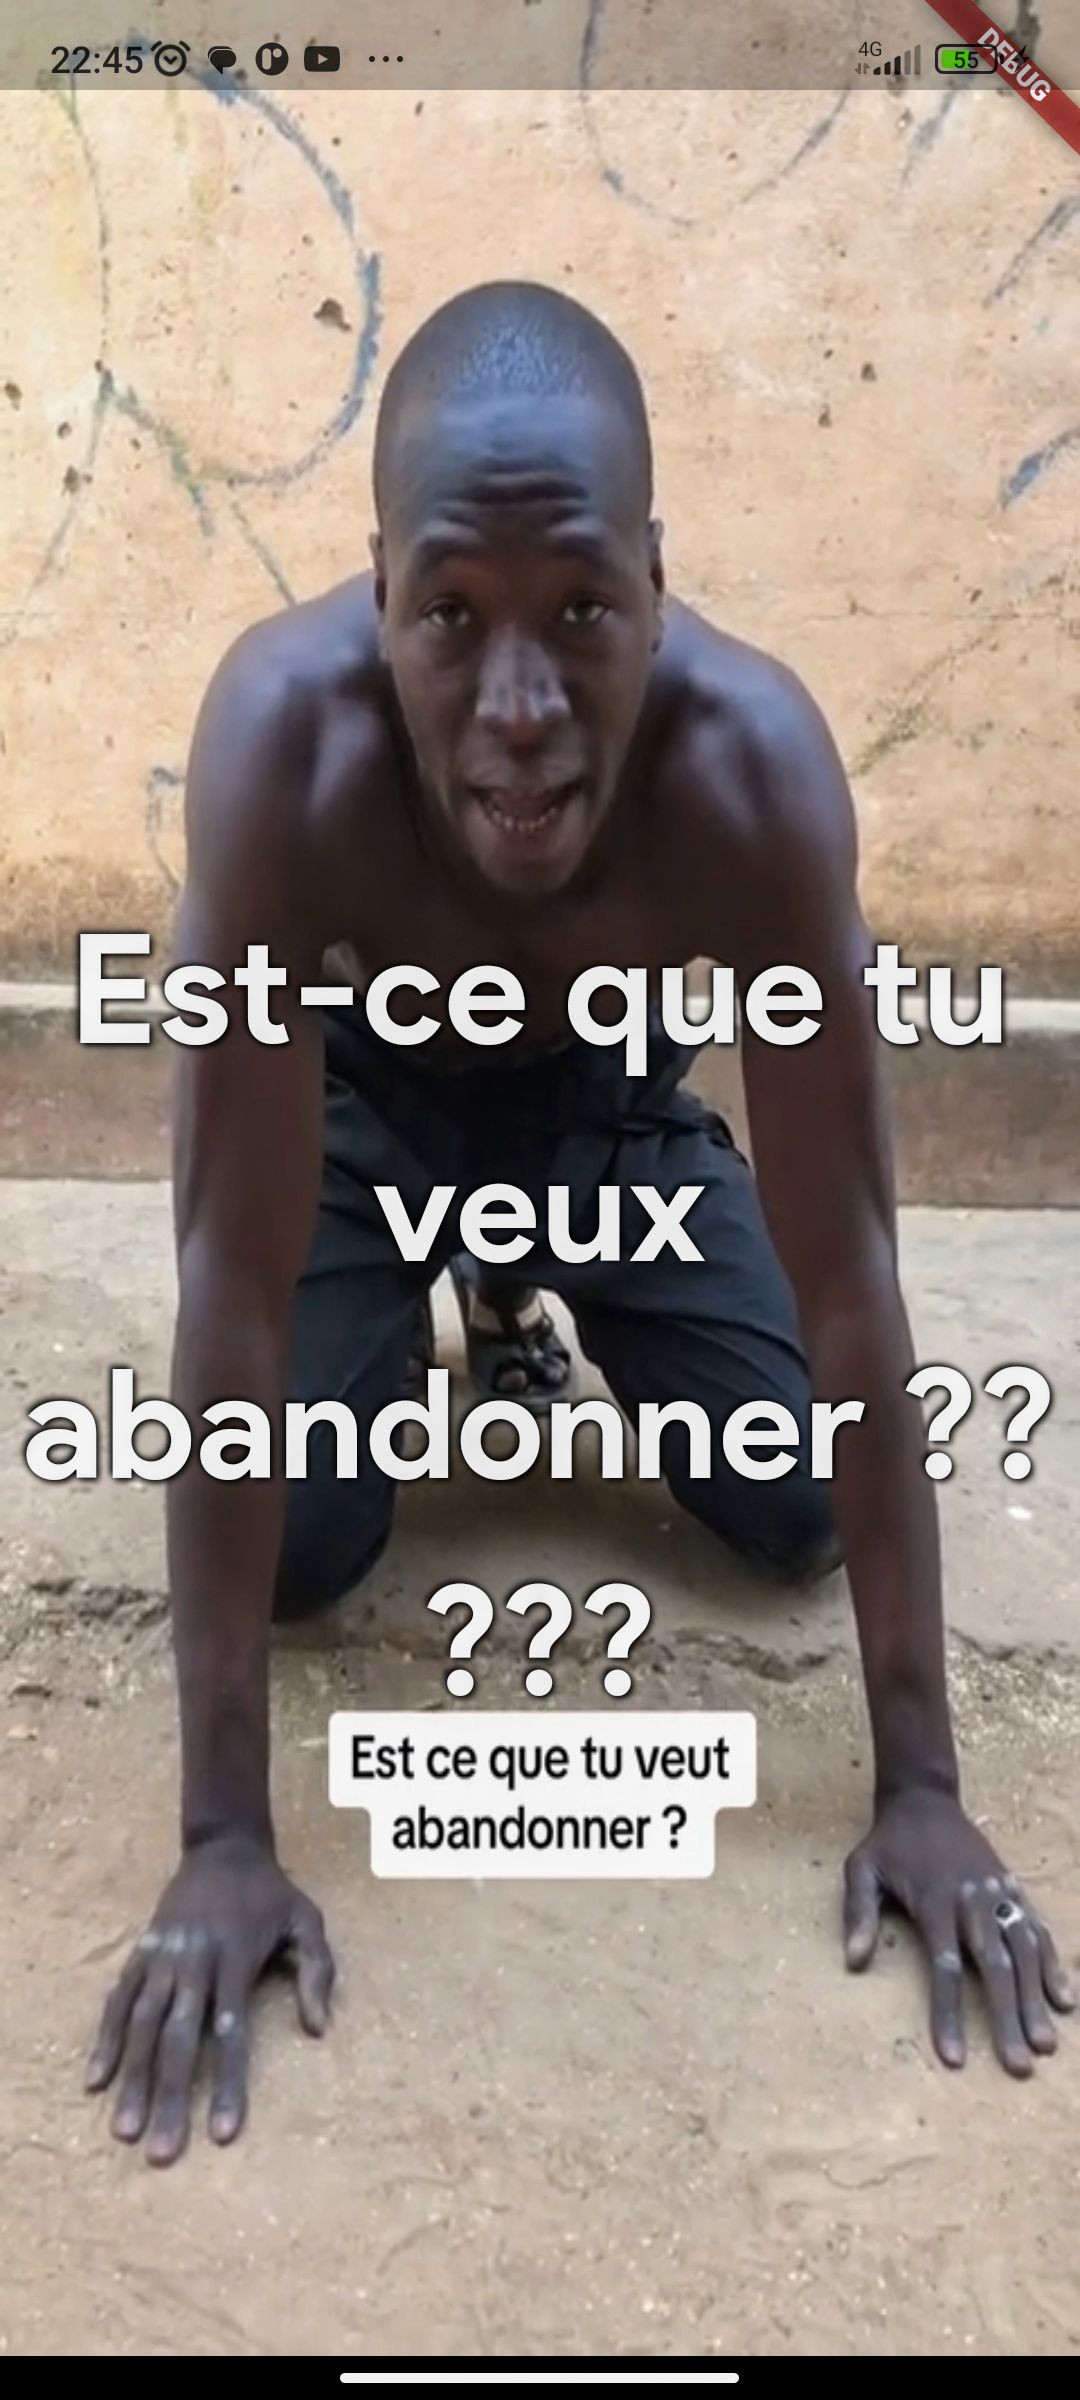 22:45
4G
55
DEBUG
Est-ce que tu
veux
abandonner ??
???
Est ce que tu veut
abandonner ?